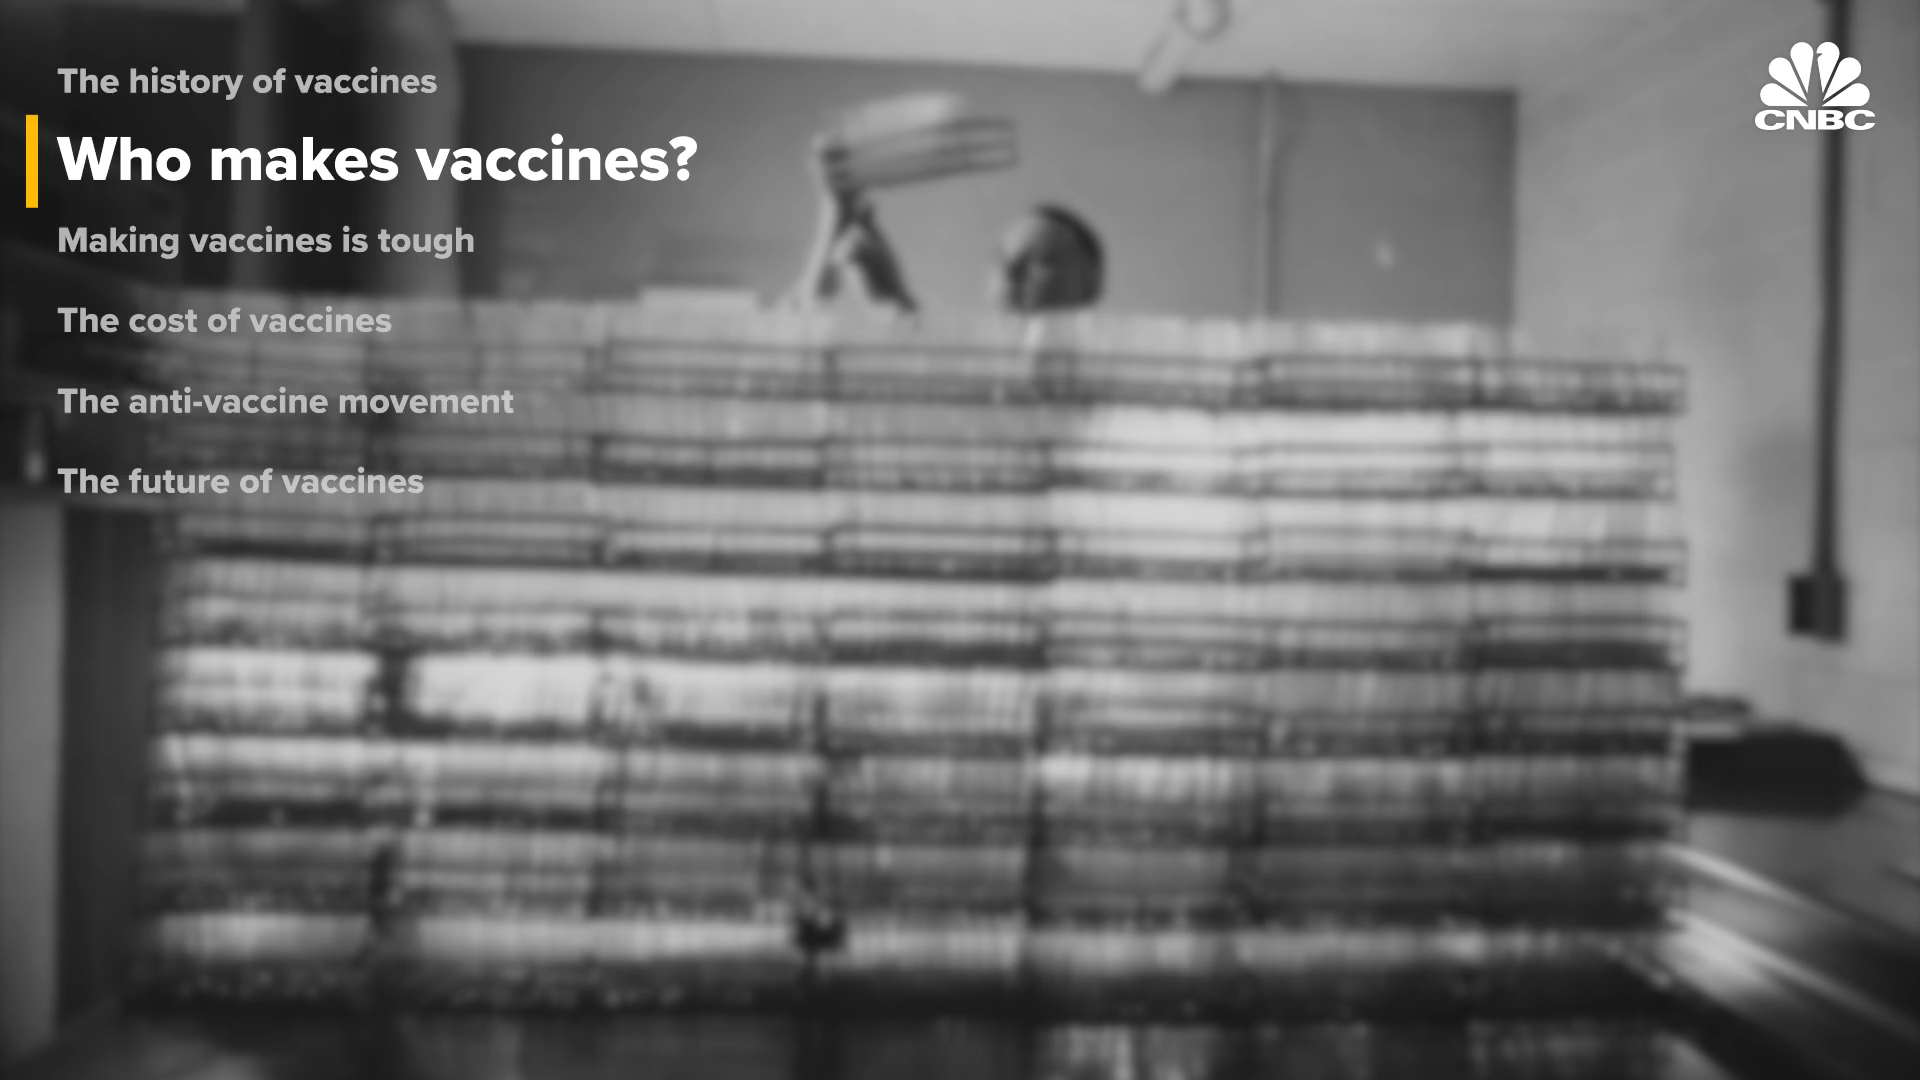 The history of vaccines
Who makes vaccines?
Making vaccines is tough
The cost of vaccines
The anti-vaccine movement
The future of vaccines
CNBC